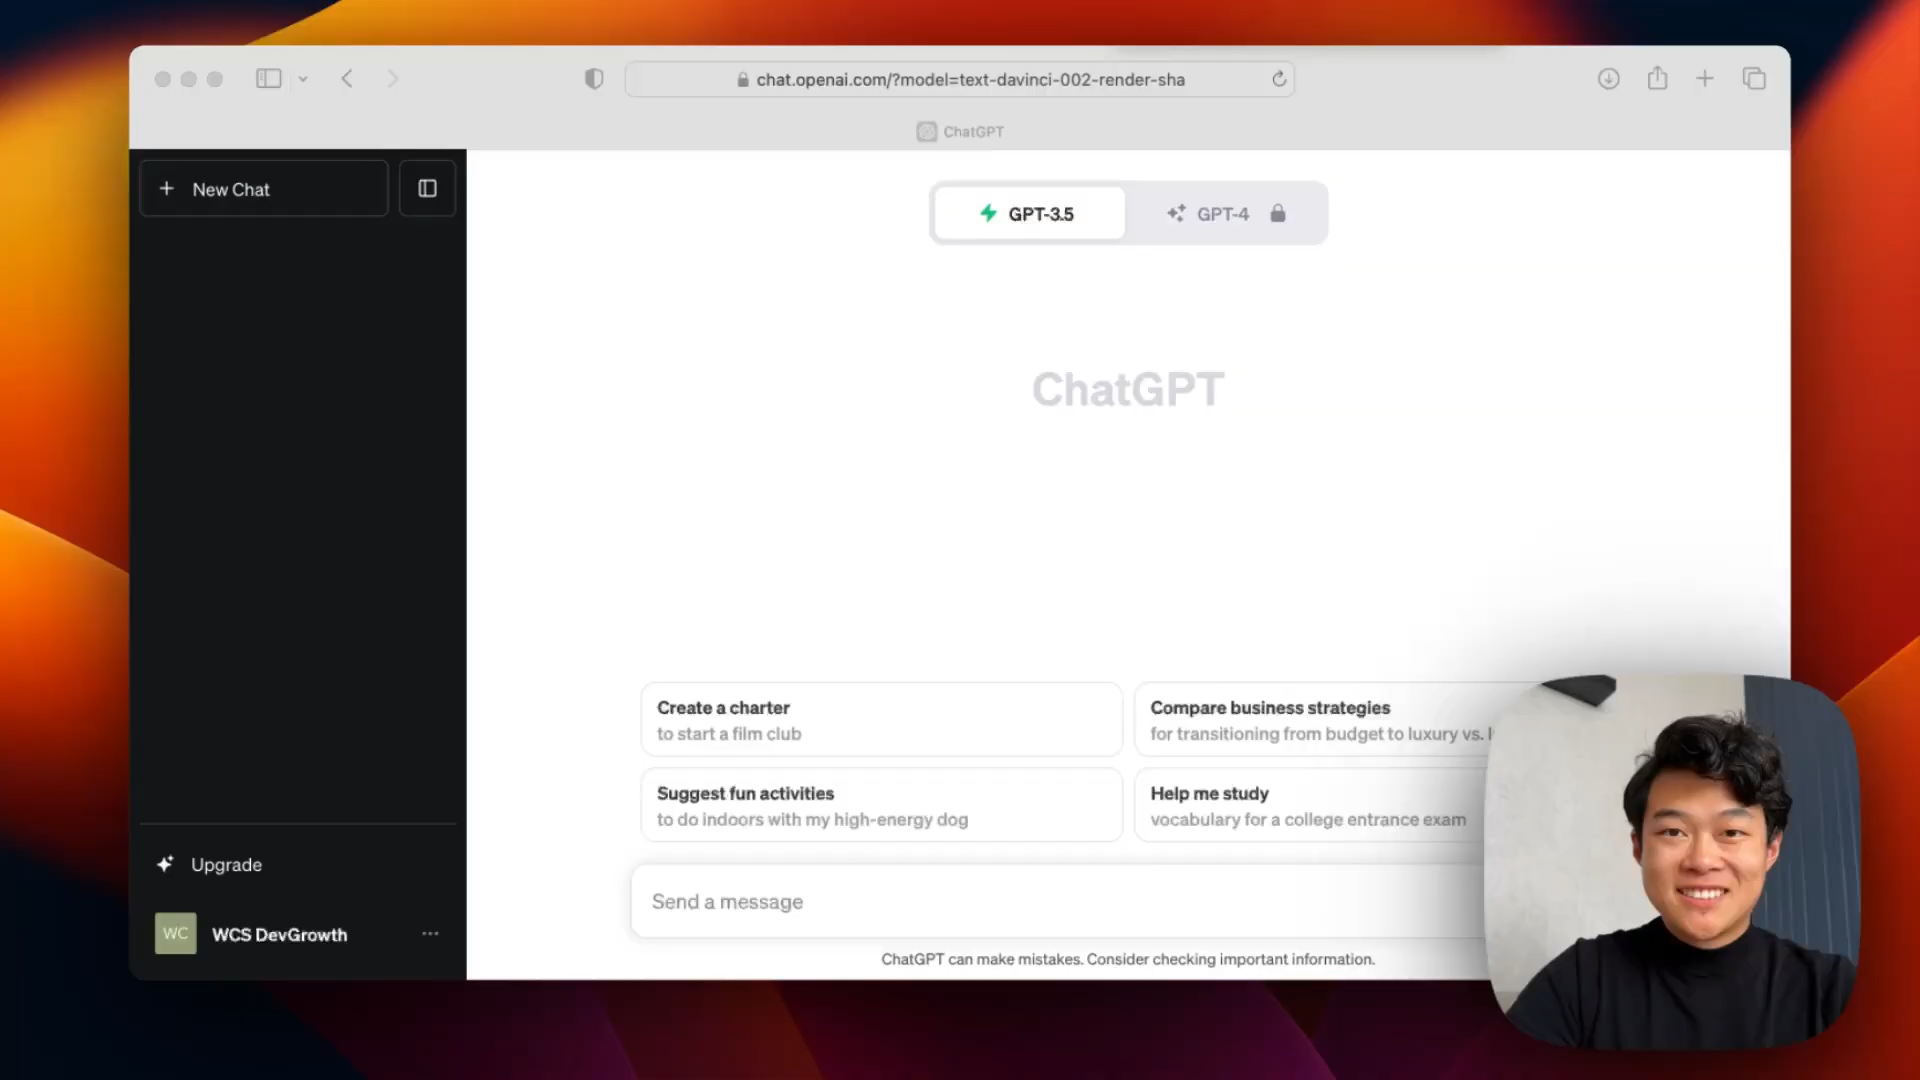 chat.openai.com/?model=text-davinci-002-render-sha
ChatGPT
New Chat
GPT-3.5
GPT-4
ChatGPT
Create a charter
to start a film club
Compare business strategies
for transitioning from budget to luxury vs.
Suggest fun activities
to do indoors with my high-energy dog
Help me study
vocabulary for a college entrance exam
Upgrade
WC
WCS DevGrowth
Send a message
ChatGPT can make mistakes. Consider checking important information.